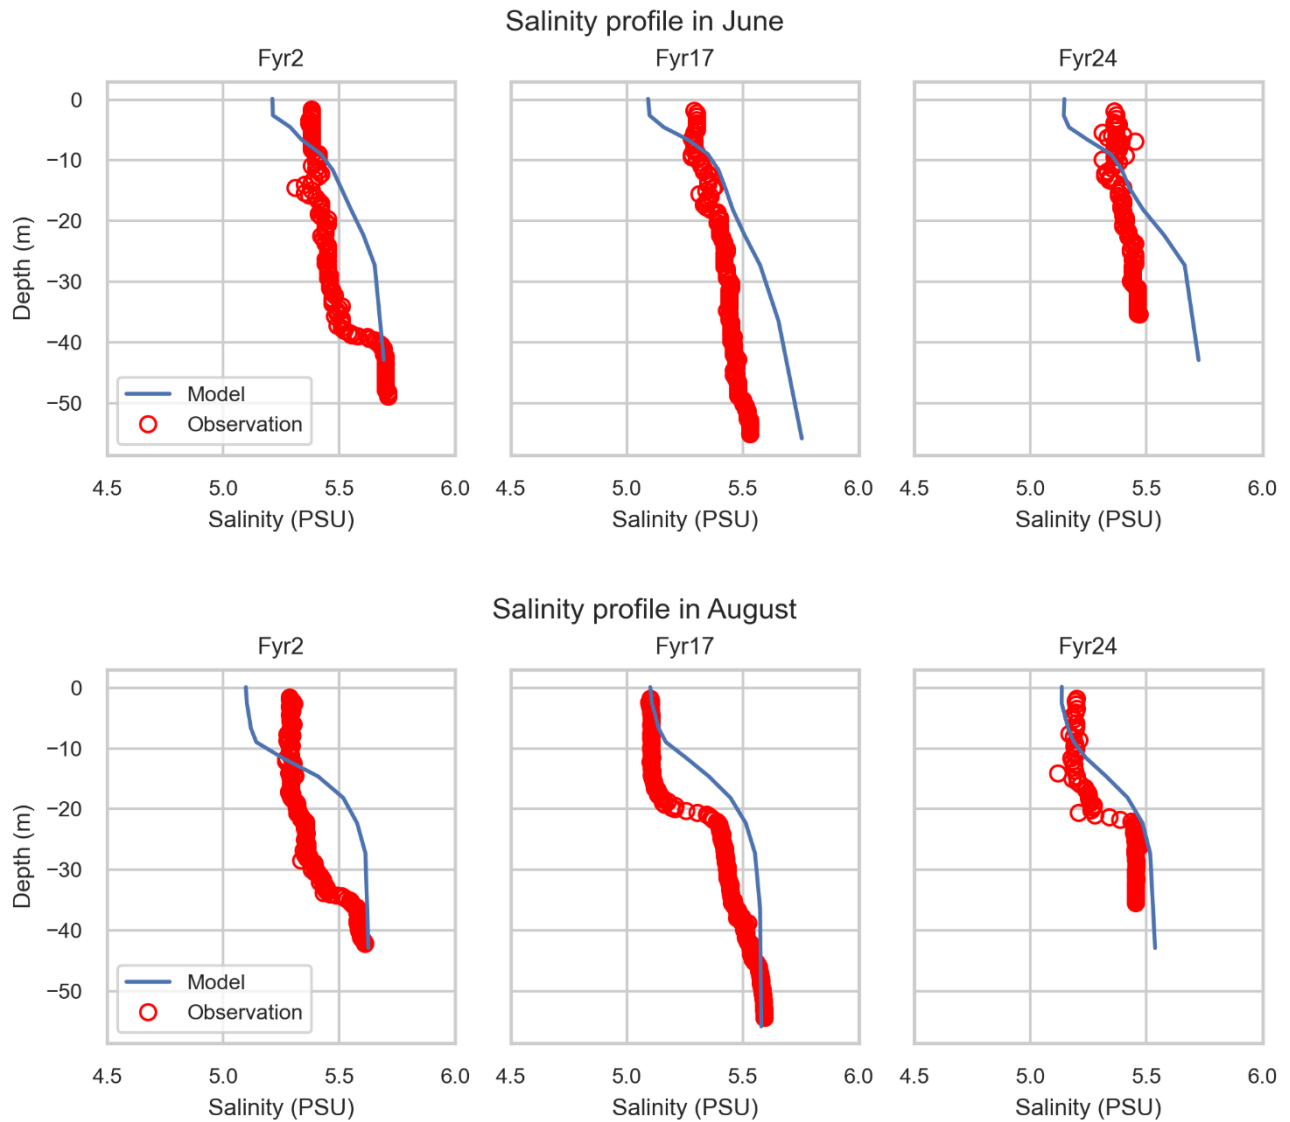 Salinity profile in June
Fyr2 Fyr17 Fyr24
0
−10
−20
−30
−40
−50
Depth (m)
Model
Observation
4.5 5.0 5.5 6.0 4.5 5.0 5.5 6.0 4.5 5.0 5.5 6.0
Salinity (PSU) Salinity (PSU) Salinity (PSU)
Salinity profile in August
Fyr2 Fyr17 Fyr24
0
−10
−20
−30
−40
−50
Depth (m)
Model
Observation
4.5 5.0 5.5 6.0 4.5 5.0 5.5 6.0 4.5 5.0 5.5 6.0
Salinity (PSU) Salinity (PSU) Salinity (PSU)